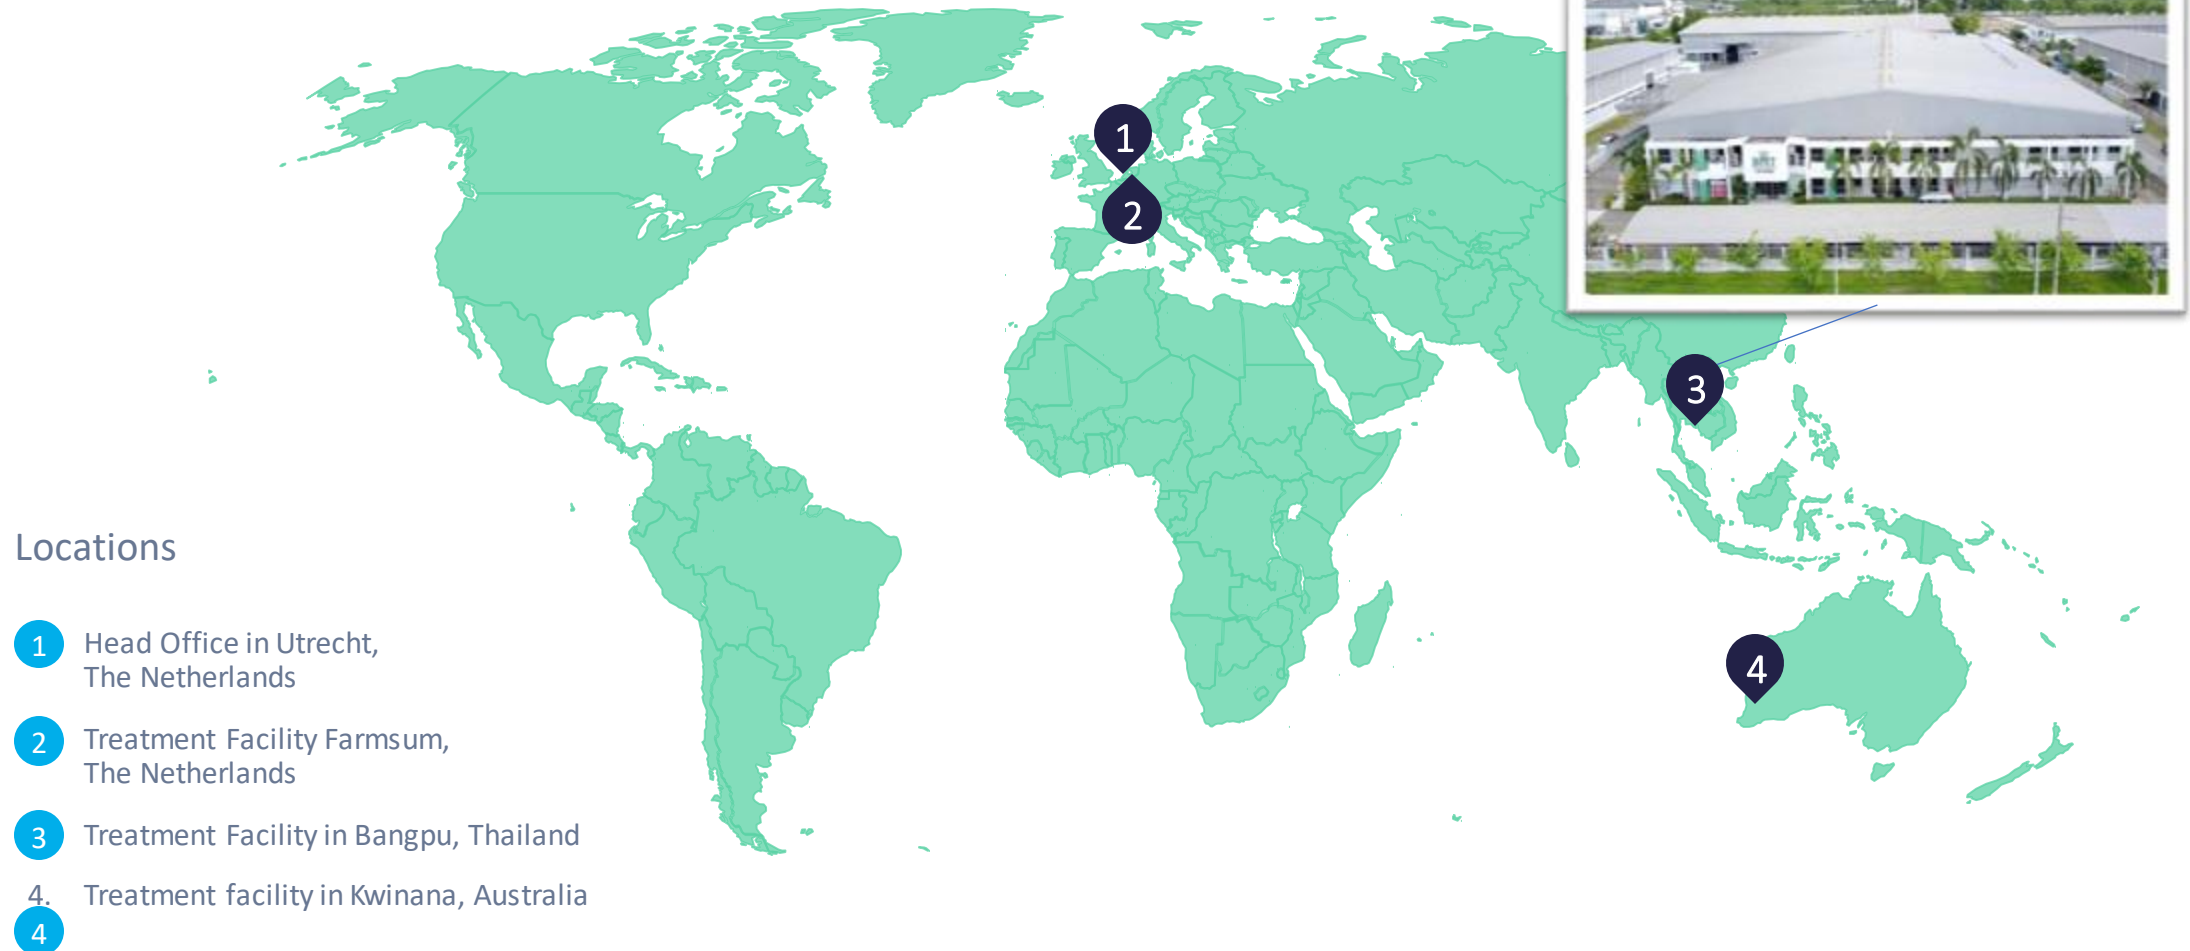 1
2
3
4
Locations
1 Head Office in Utrecht,
The Netherlands
2 Treatment Facility Farmsum,
The Netherlands
3 Treatment Facility in Bangpu, Thailand
4. Treatment facility in Kwinana, Australia
4